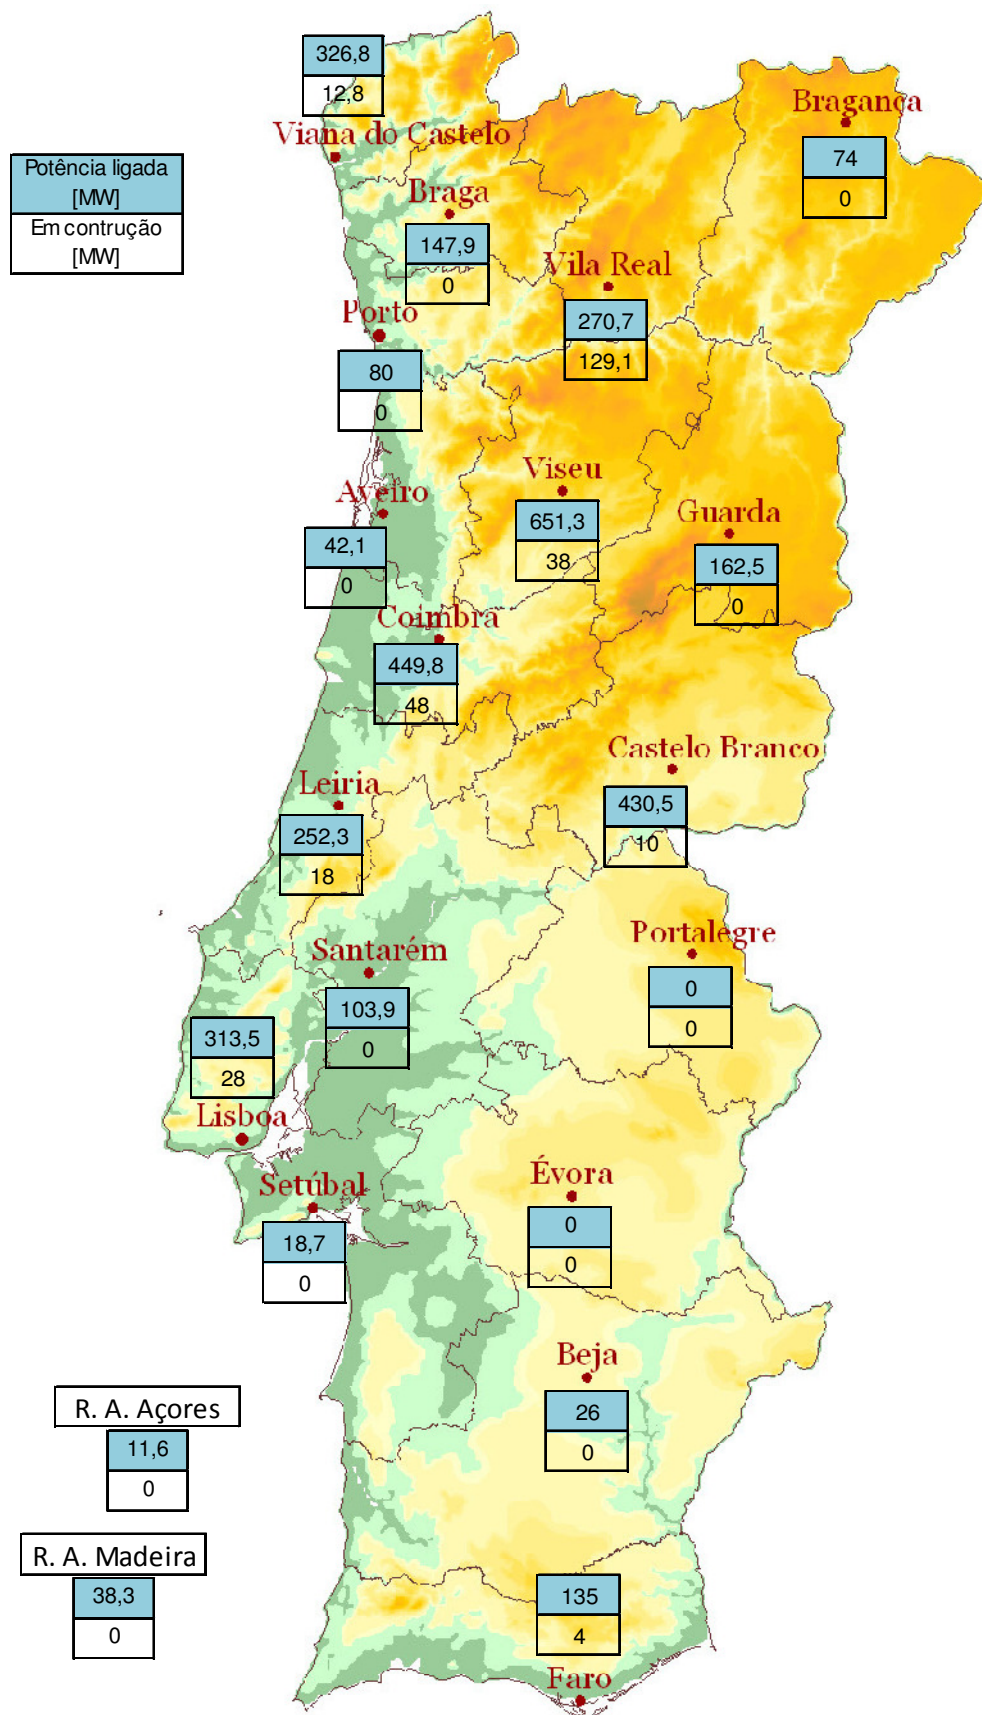 326,8
12,8
Viana do Castelo
Bragança
74
0
Potência ligada
[MW]
Em contrução
[MW]
Braga
147,9
0
Vila Real
270,7
129,1
Porto
80
0
Viseu
651,3
38
Guarda
162,5
0
Aveiro
42,1
0
Coimbra
449,8
48
Castelo Branco
430,5
10
Leiria
252,3
18
Portalegre
0
0
Santarém
103,9
0
313,5
28
Lisboa
Évora
0
0
Setúbal
18,7
0
Beja
26
0
R. A. Açores
11,6
0
R. A. Madeira
38,3
0
135
4
Faro